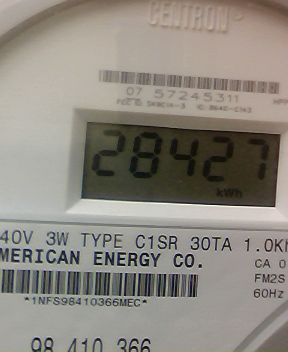 CENTRON
07 57245311
28427
kWh
40V 3W TYPE C1SR 30TA 1.0Kh
MERICAN ENERGY CO.
CA 0
FM2S
60Hz
*1NFS98410366MEC*
98 410 366